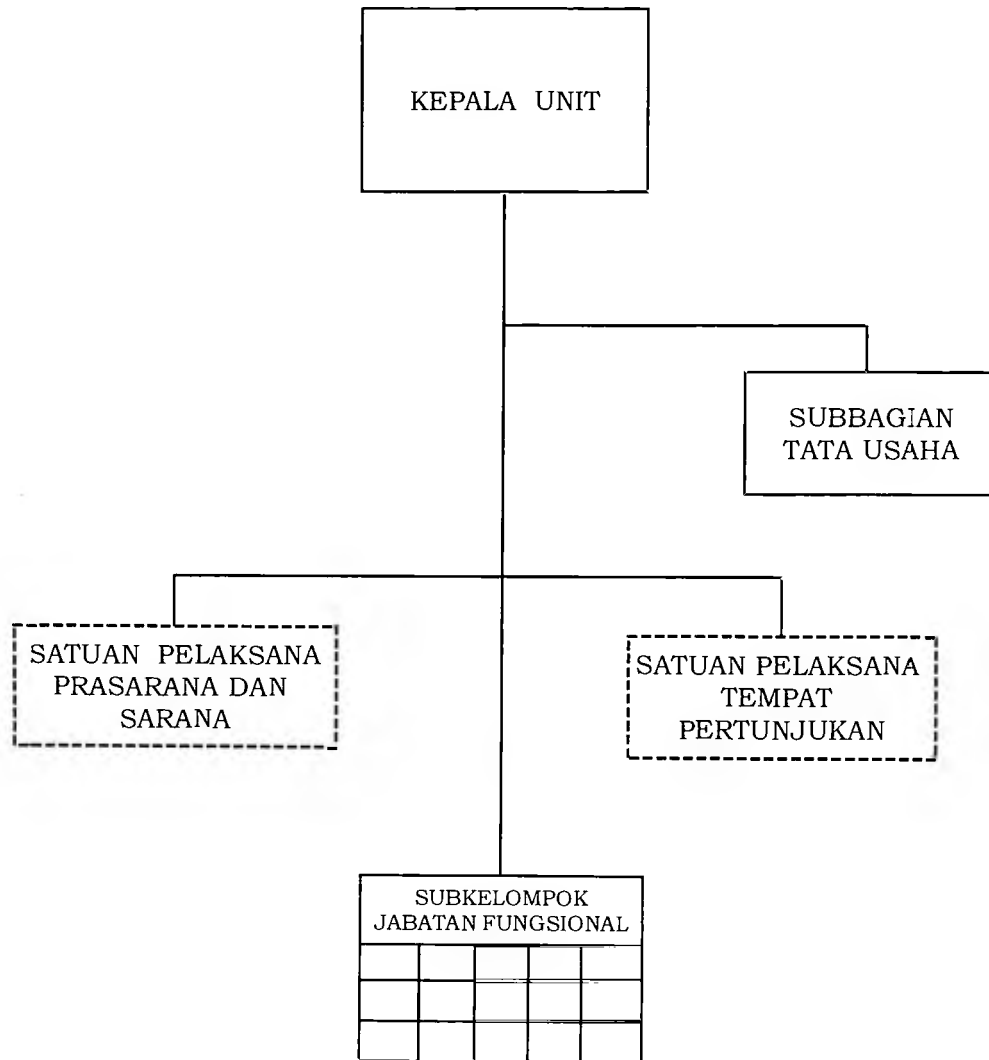 KEPALA UNIT
SUBBAGIAN
TATA USAHA
SATUAN PELAKSANA
PRASARANA DAN
SARANA
SATUAN PELAKSANA
TEMPAT
PERTUNJUKAN
SUBKELOMPOK
JABATAN FUNGSIONAL